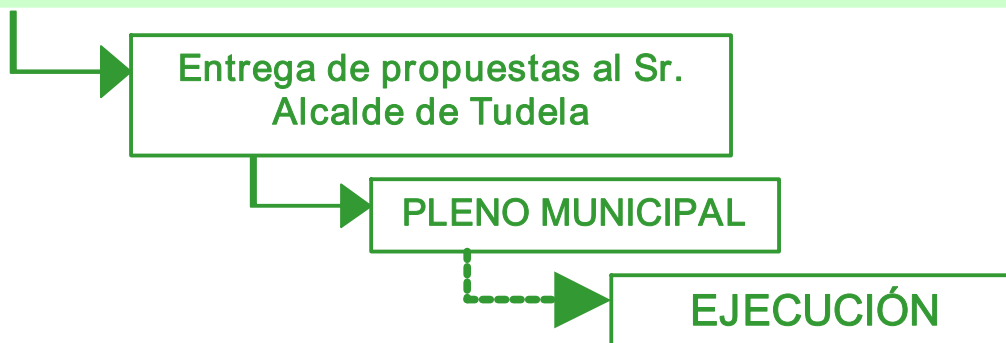 Entrega de propuestas al Sr.
Alcalde de Tudela
PLENO MUNICIPAL
EJECUCIÓN